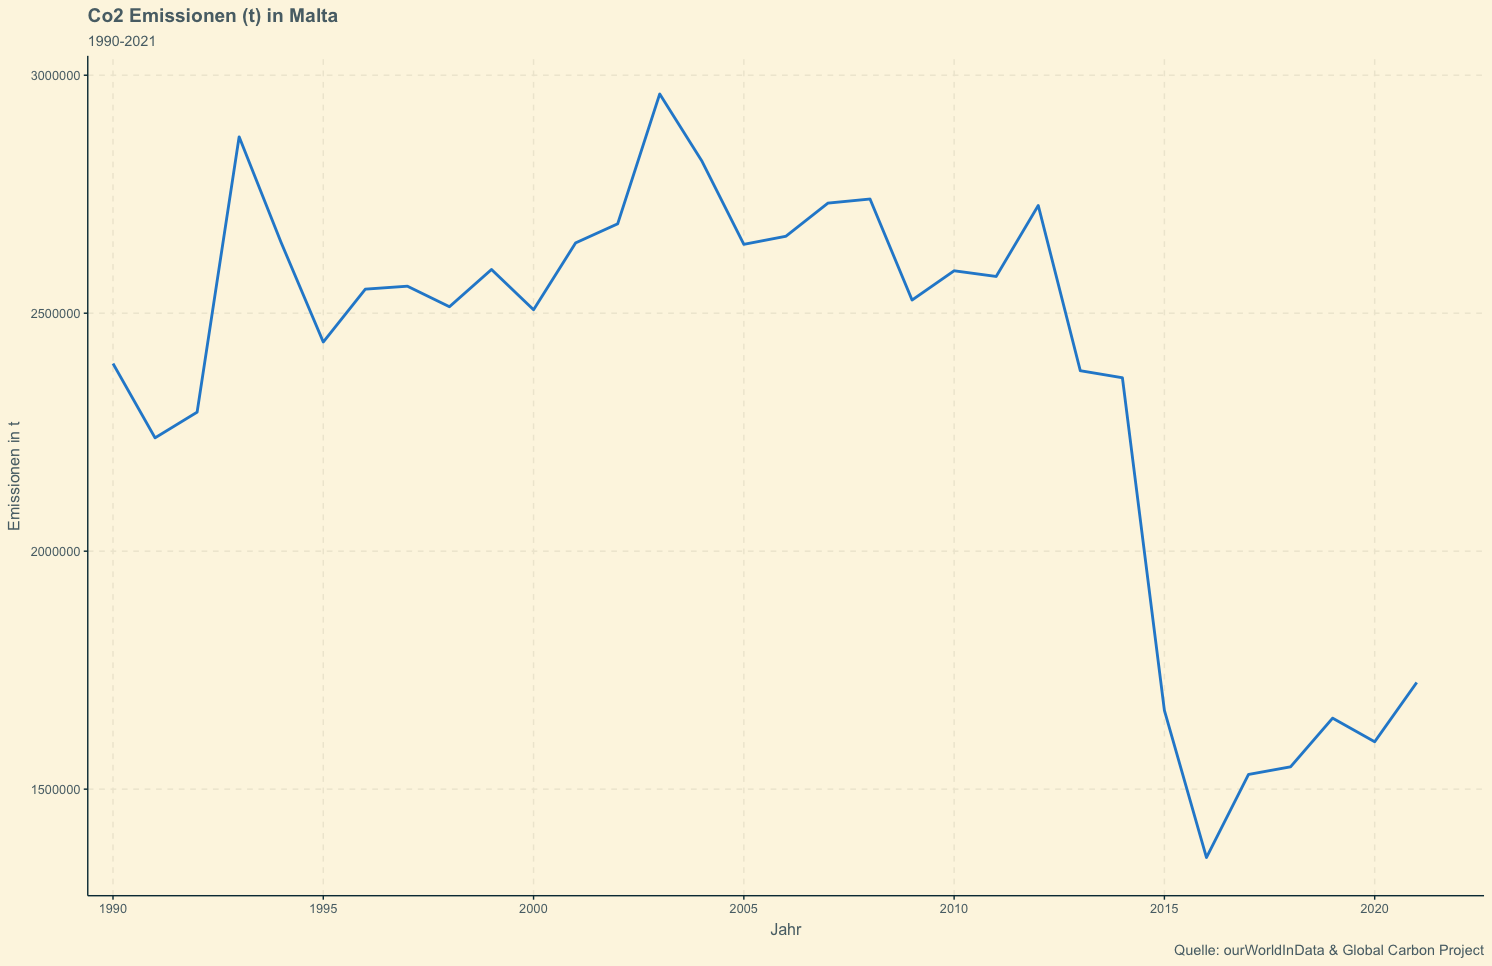 Co2 Emissionen (t) in Malta
1990-2021
3000000
2500000
2000000
1500000
Emissionen in t
1990 1995 2000 2005 2010 2015 2020
Jahr
Quelle: ourWorldInData & Global Carbon Project